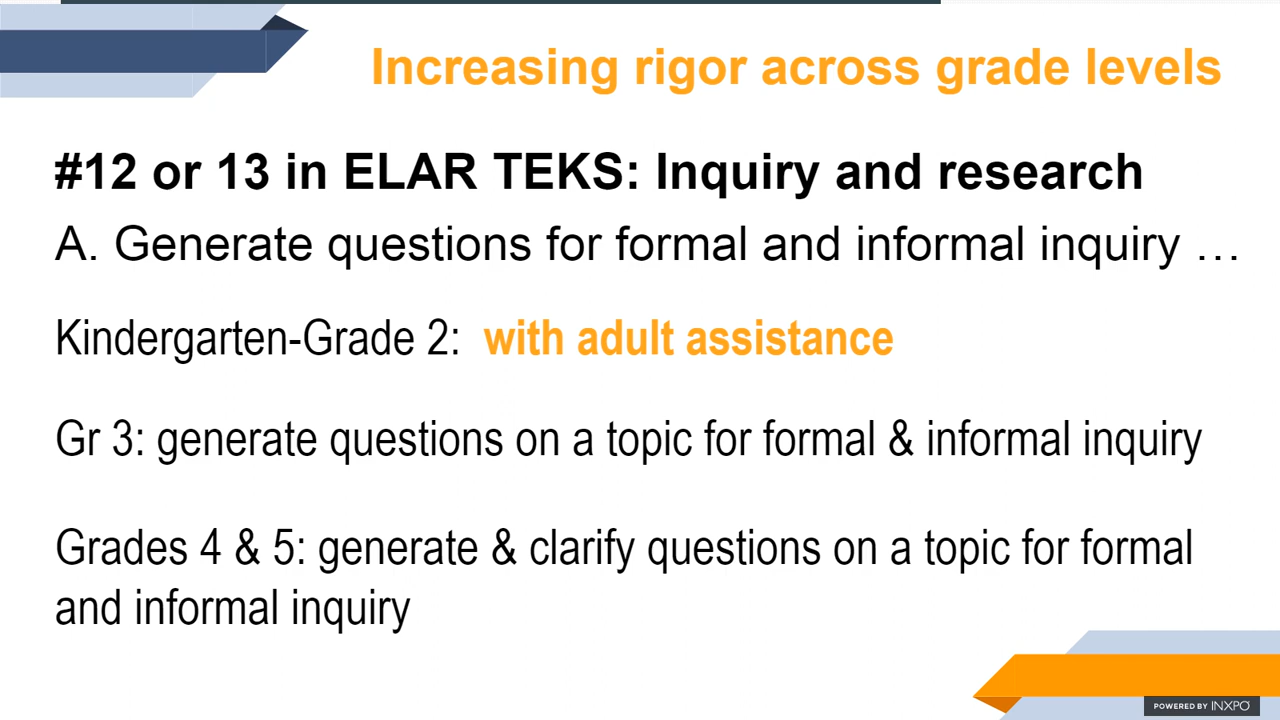 Increasing rigor across grade levels
#12 or 13 in ELAR TEKS: Inquiry and research
A. Generate questions for formal and informal inquiry …
Kindergarten-Grade 2: with adult assistance
Gr 3: generate questions on a topic for formal & informal inquiry
Grades 4 & 5: generate & clarify questions on a topic for formal
and informal inquiry
POWERED BY INXPO